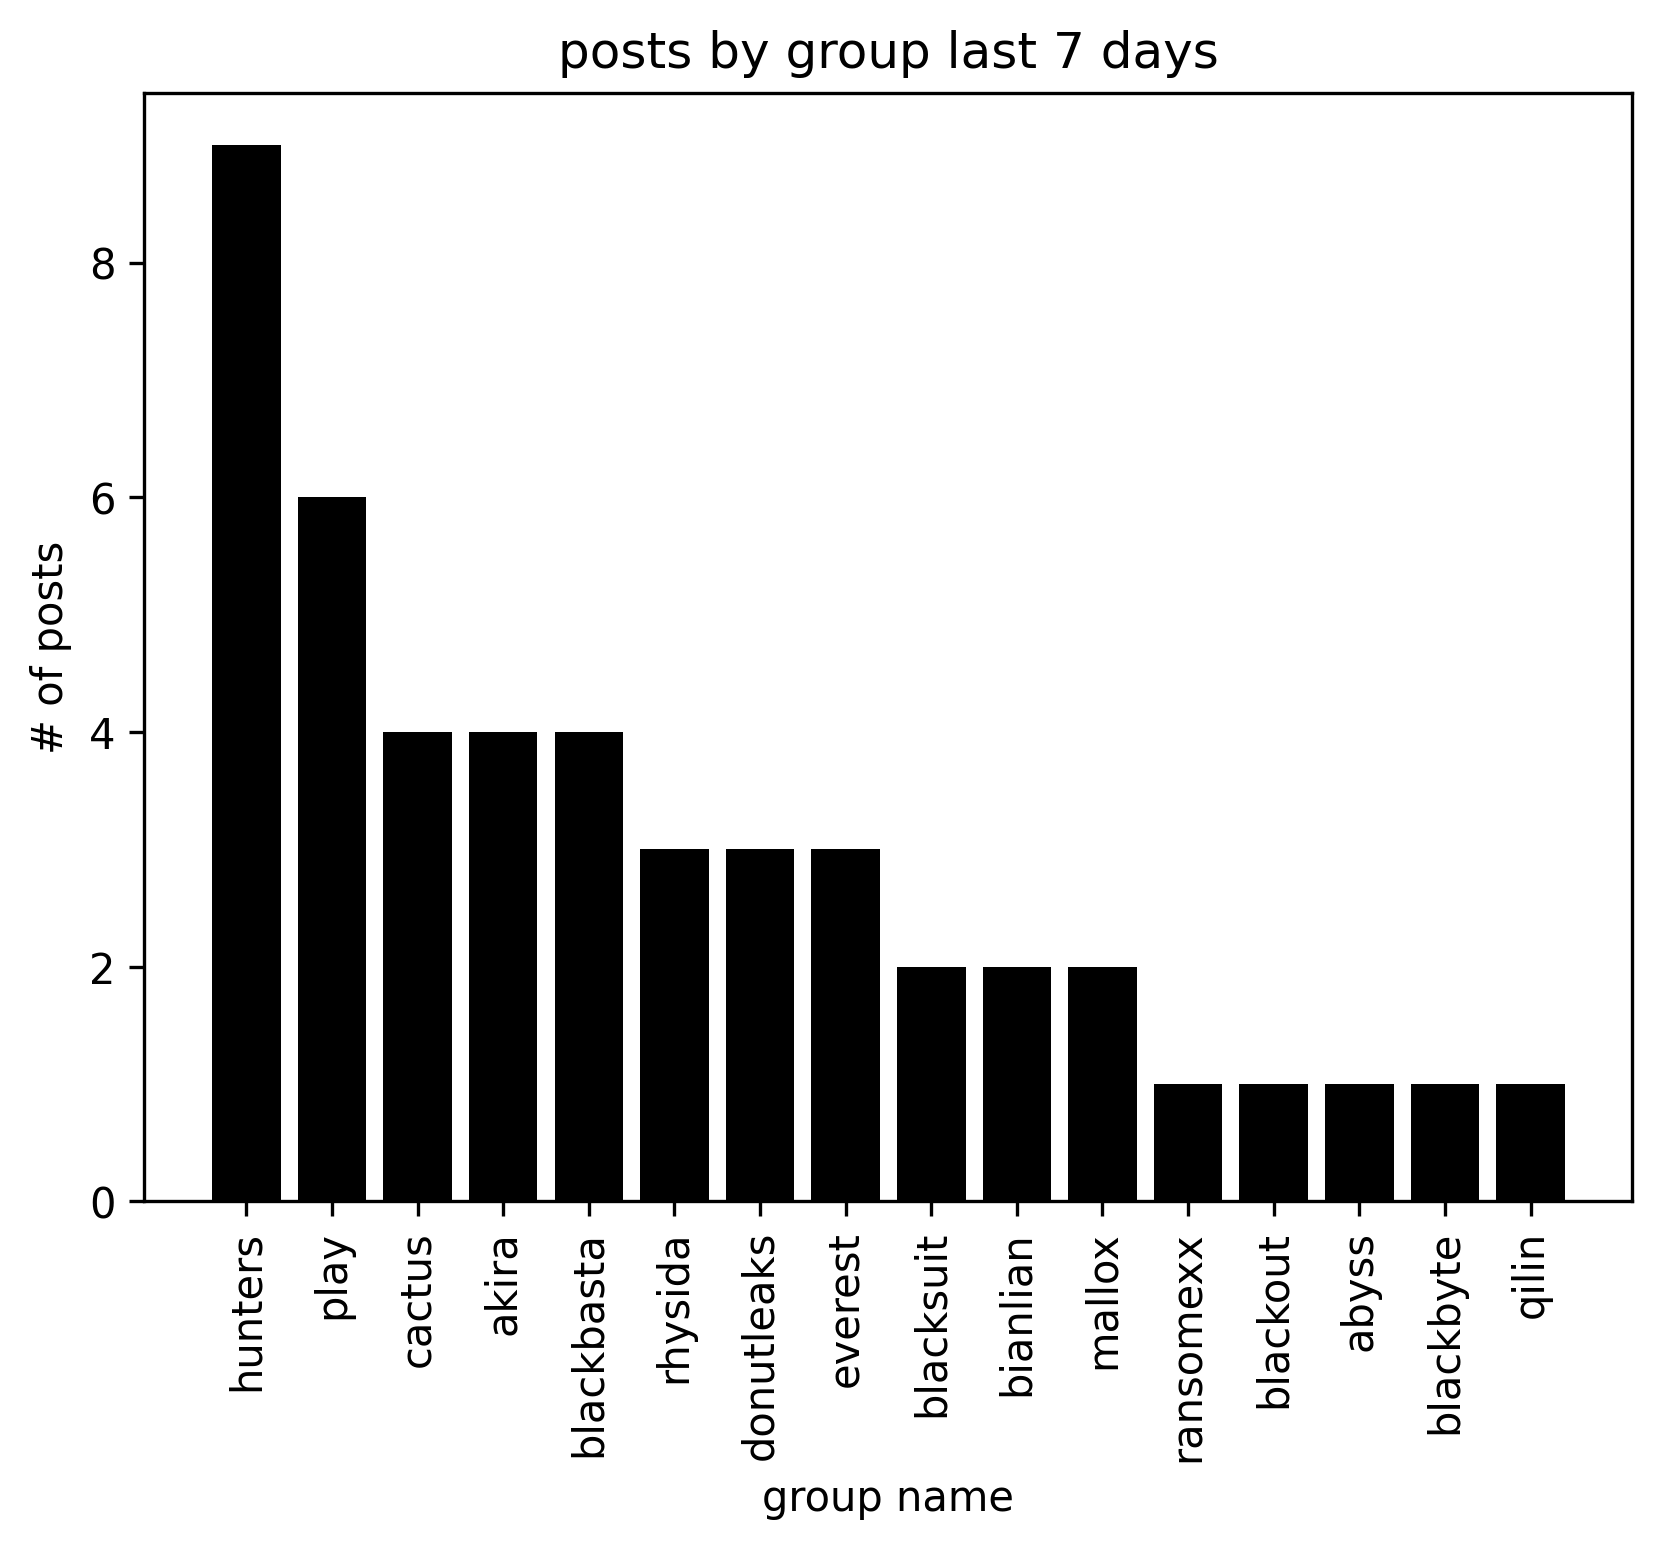 posts by group last 7 days
# of posts
8
6
4
2
0
hunters
play
cactus
akira
blackbasta
rhysida
donutleaks
everest
blacksuit
bianlian
mallox
ransomexx
blackout
abyss
blackbyte
qilin
group name